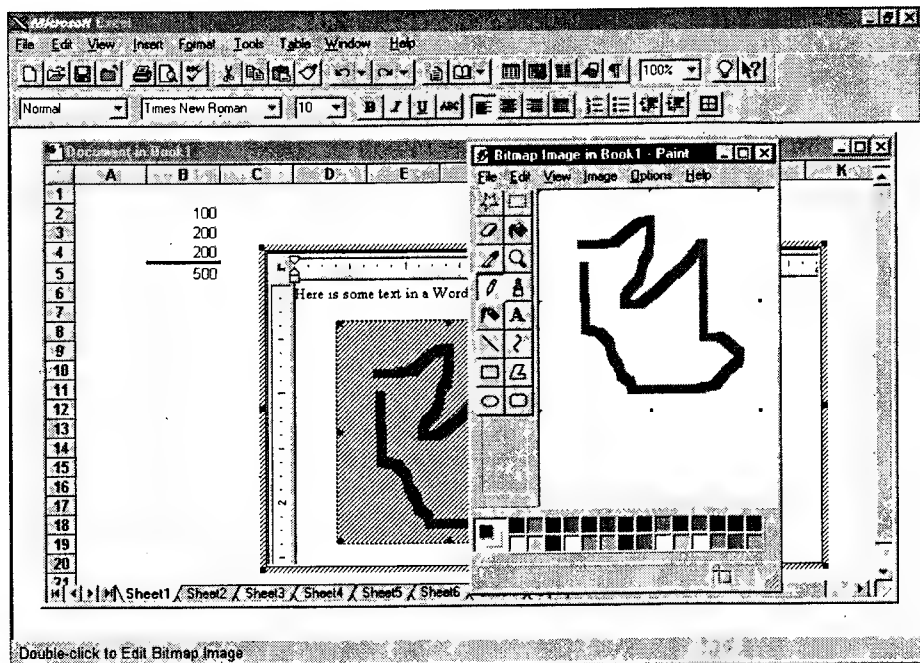 Microsoft Excel
File Edit View Insert Format Tools Table Window Help
100%
Normal Times New Roman 10 B I U ABC
Document in Book1
A B C D E K
Bitmap Image in Book1 - Paint
File Edit View Image Options Help
1
2 100
3 200
4 200
5 500
6 Here is some text in a Word
7
8
9
10
11
12
13
14
15
16
17
18
19
20
21
A
2
Sheet1 Sheet2 Sheet3 Sheet4 Sheet5 Sheet6
Double-click to Edit Bitmap Image